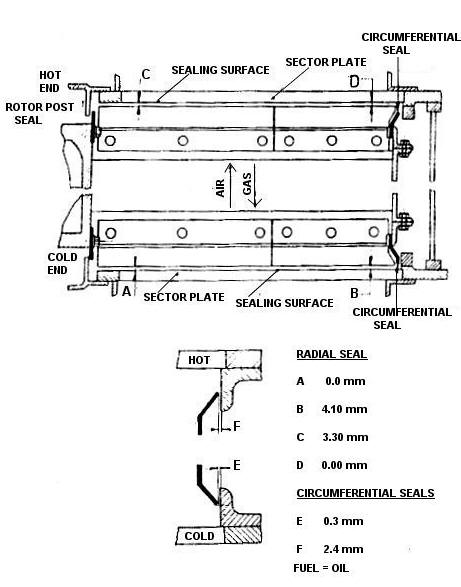 CIRCUMFERENTIAL
SEAL
SECTOR PLATE
SEALING SURFACE
C
D
HOT
END
ROTOR POST
SEAL
AIR
GAS
COLD
END
A
SECTOR PLATE
SEALING SURFACE
B
CIRCUMFERENTIAL
SEAL
HOT
F
E
COLD
RADIAL SEAL
A 0.0 mm
B 4.10 mm
C 3.30 mm
D 0.00 mm
CIRCUMFERENTIAL SEALS
E 0.3 mm
F 2.4 mm
FUEL = OIL